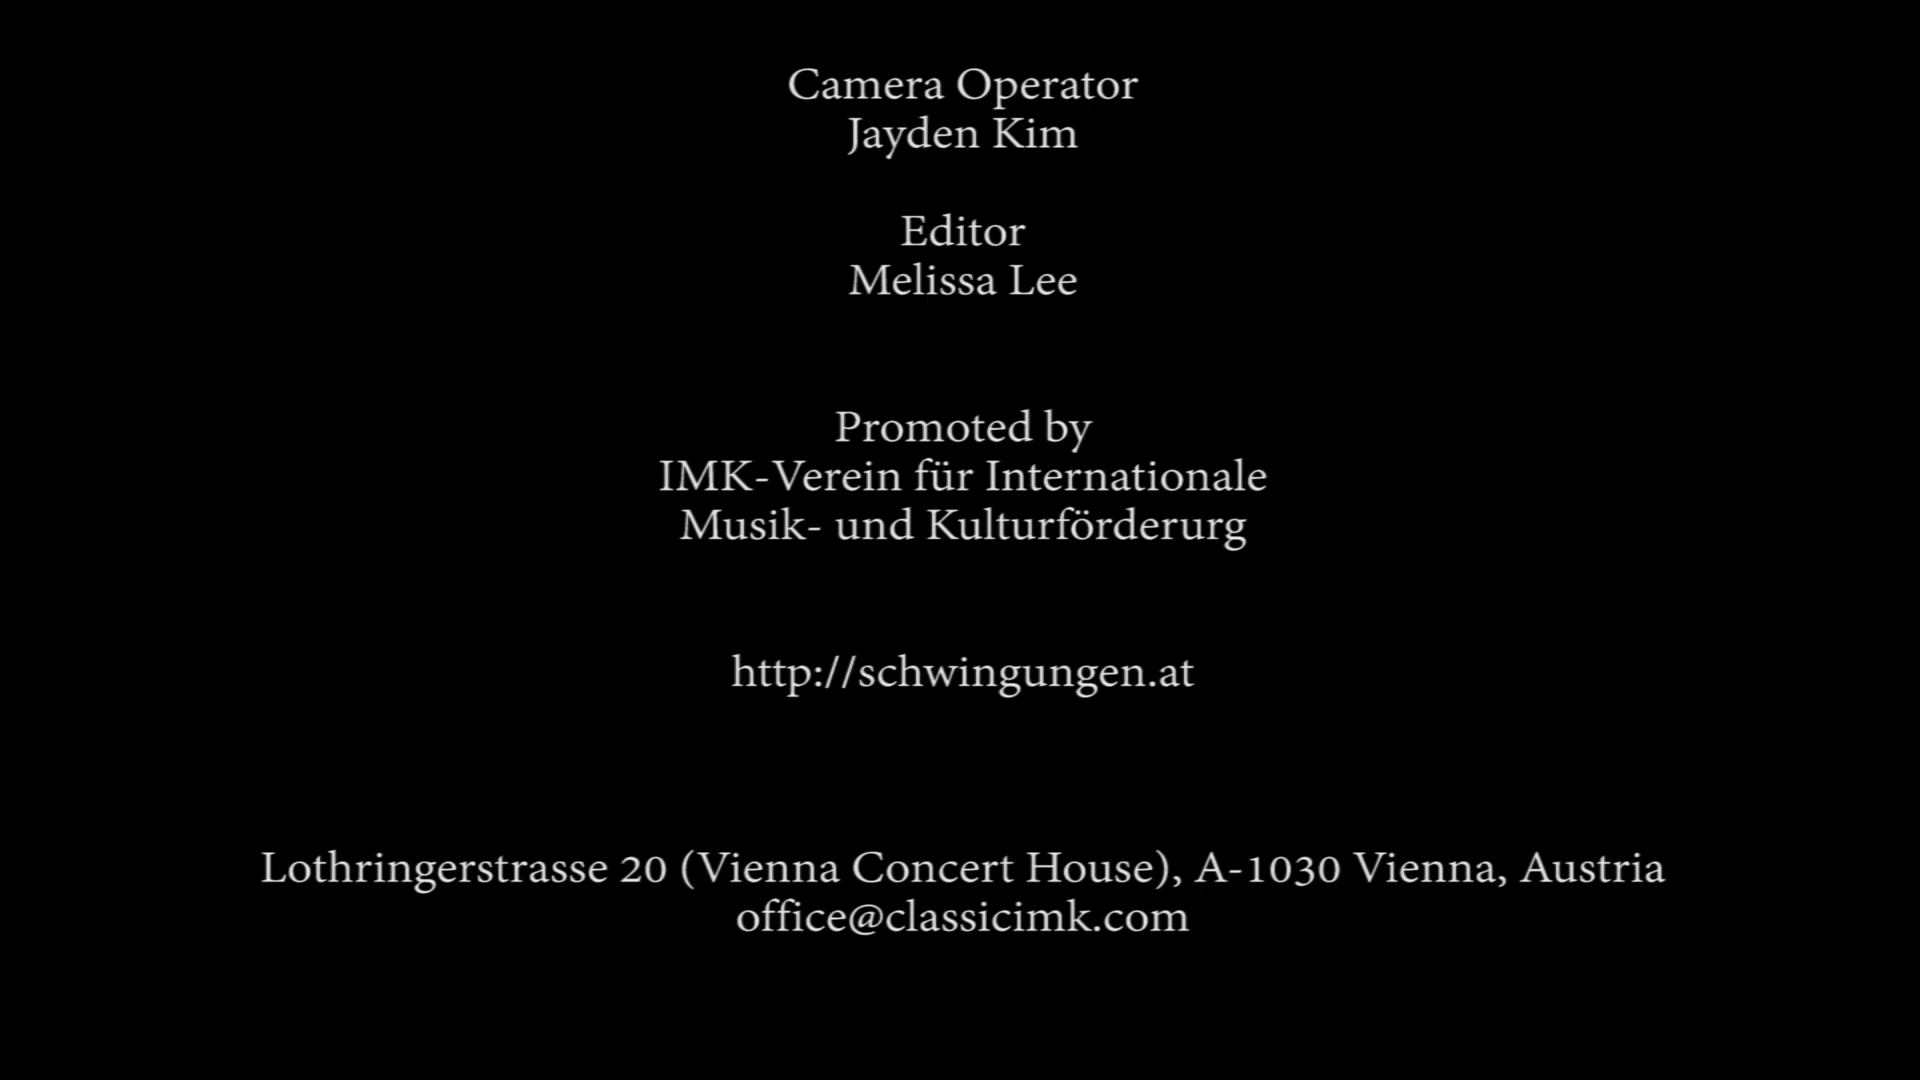 Camera Operator
Jayden Kim
Editor
Melissa Lee
Promoted by
IMK-Verein für Internationale
Musik- und Kulturförderurg
http://schwingungen.at
Lothringerstrasse 20 (Vienna Concert House), A-1030 Vienna, Austria
office@classicimk.com